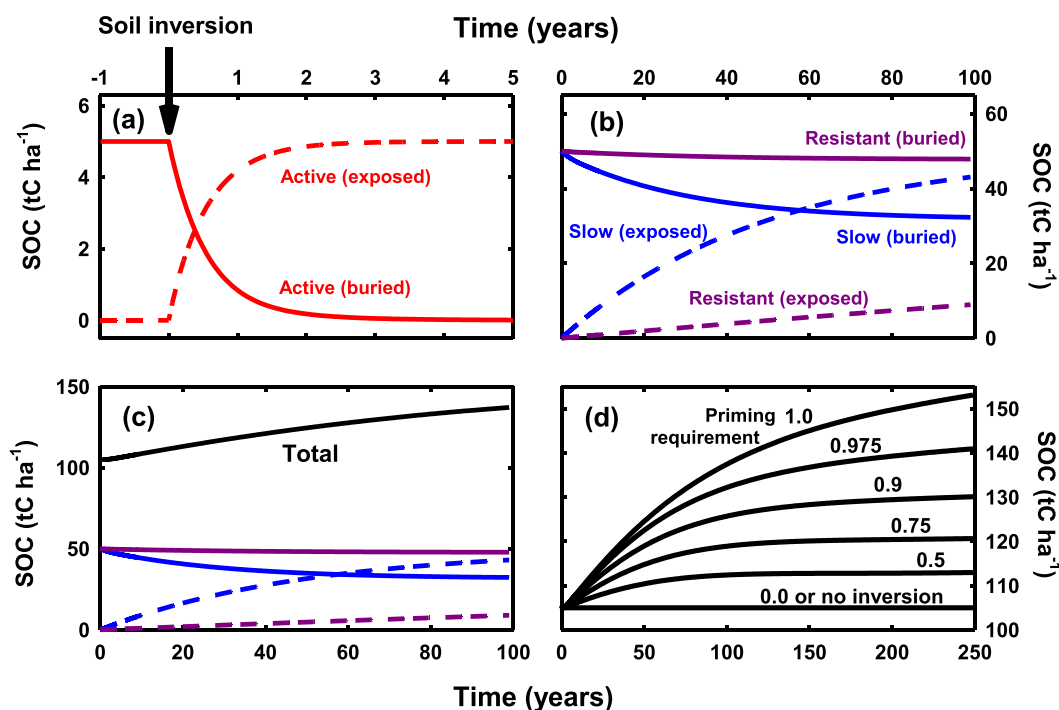 Soil inversion
Time (years)
-1 1 2 3 4 5
0 20 40 60 80 100
(a)
6
4
2
0
SOC (tC ha⁻¹)
Active (exposed)
Active (buried)
(b)
60
40
20
0
SOC (tC ha⁻¹)
Resistant (buried)
Slow (exposed)
Slow (buried)
Resistant (exposed)
(c)
150
100
50
0
SOC (tC ha⁻¹)
Total
0 20 40 60 80 100
(d)
Priming
requirement
1.0
0.975
0.9
0.75
0.5
0.0 or no inversion
150
140
130
120
110
100
SOC (tC ha⁻¹)
0 50 100 150 200 250
Time (years)